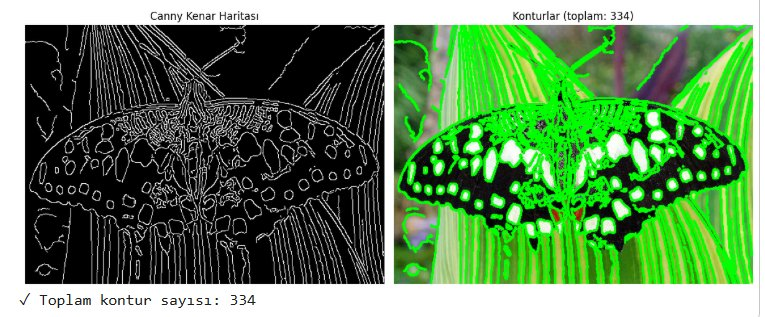 Canny Kenar Haritası
Konturlar (toplam: 334)
✓ Toplam kontur sayısı: 334